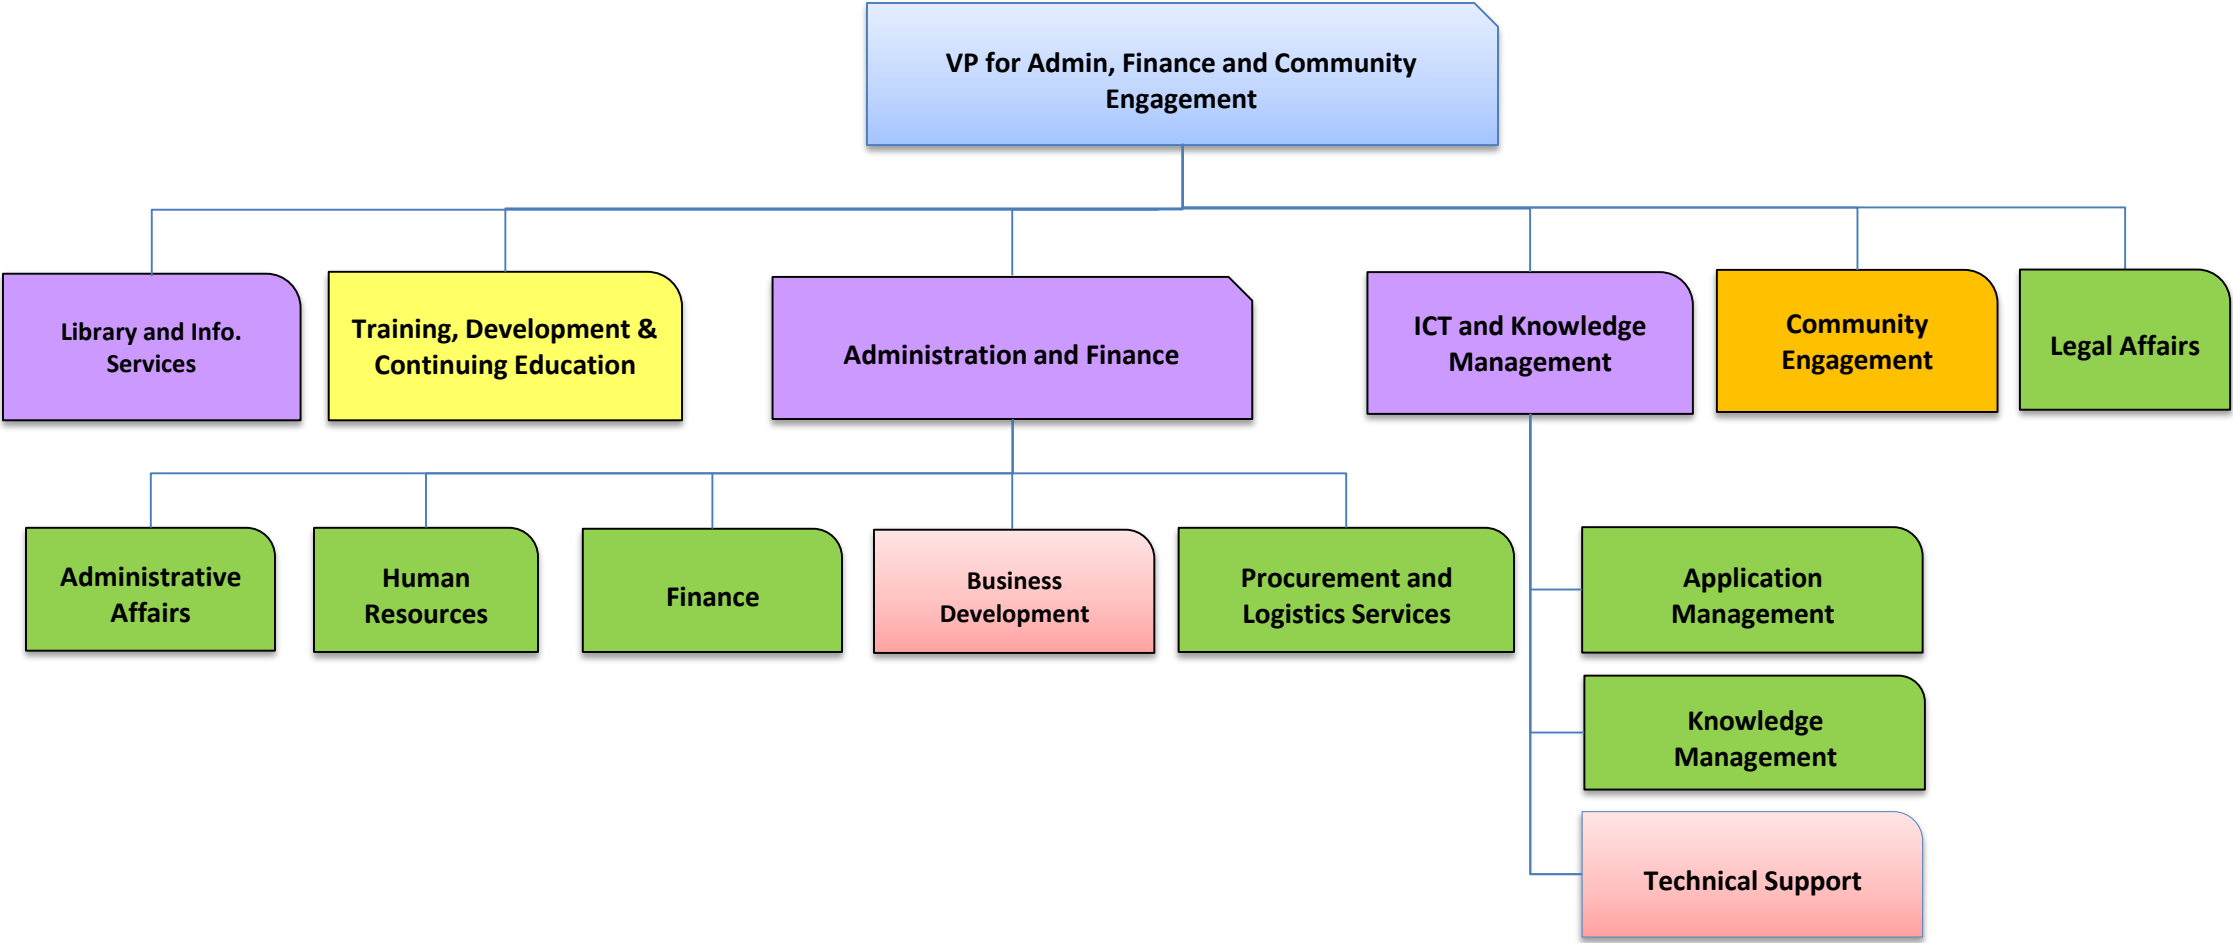 VP for Admin, Finance and Community
Engagement
Library and Info.
Services
Training, Development &
Continuing Education
Administration and Finance
ICT and Knowledge
Management
Community
Engagement
Legal Affairs
Administrative
Affairs
Human
Resources
Finance
Business
Development
Procurement and
Logistics Services
Application
Management
Knowledge
Management
Technical Support